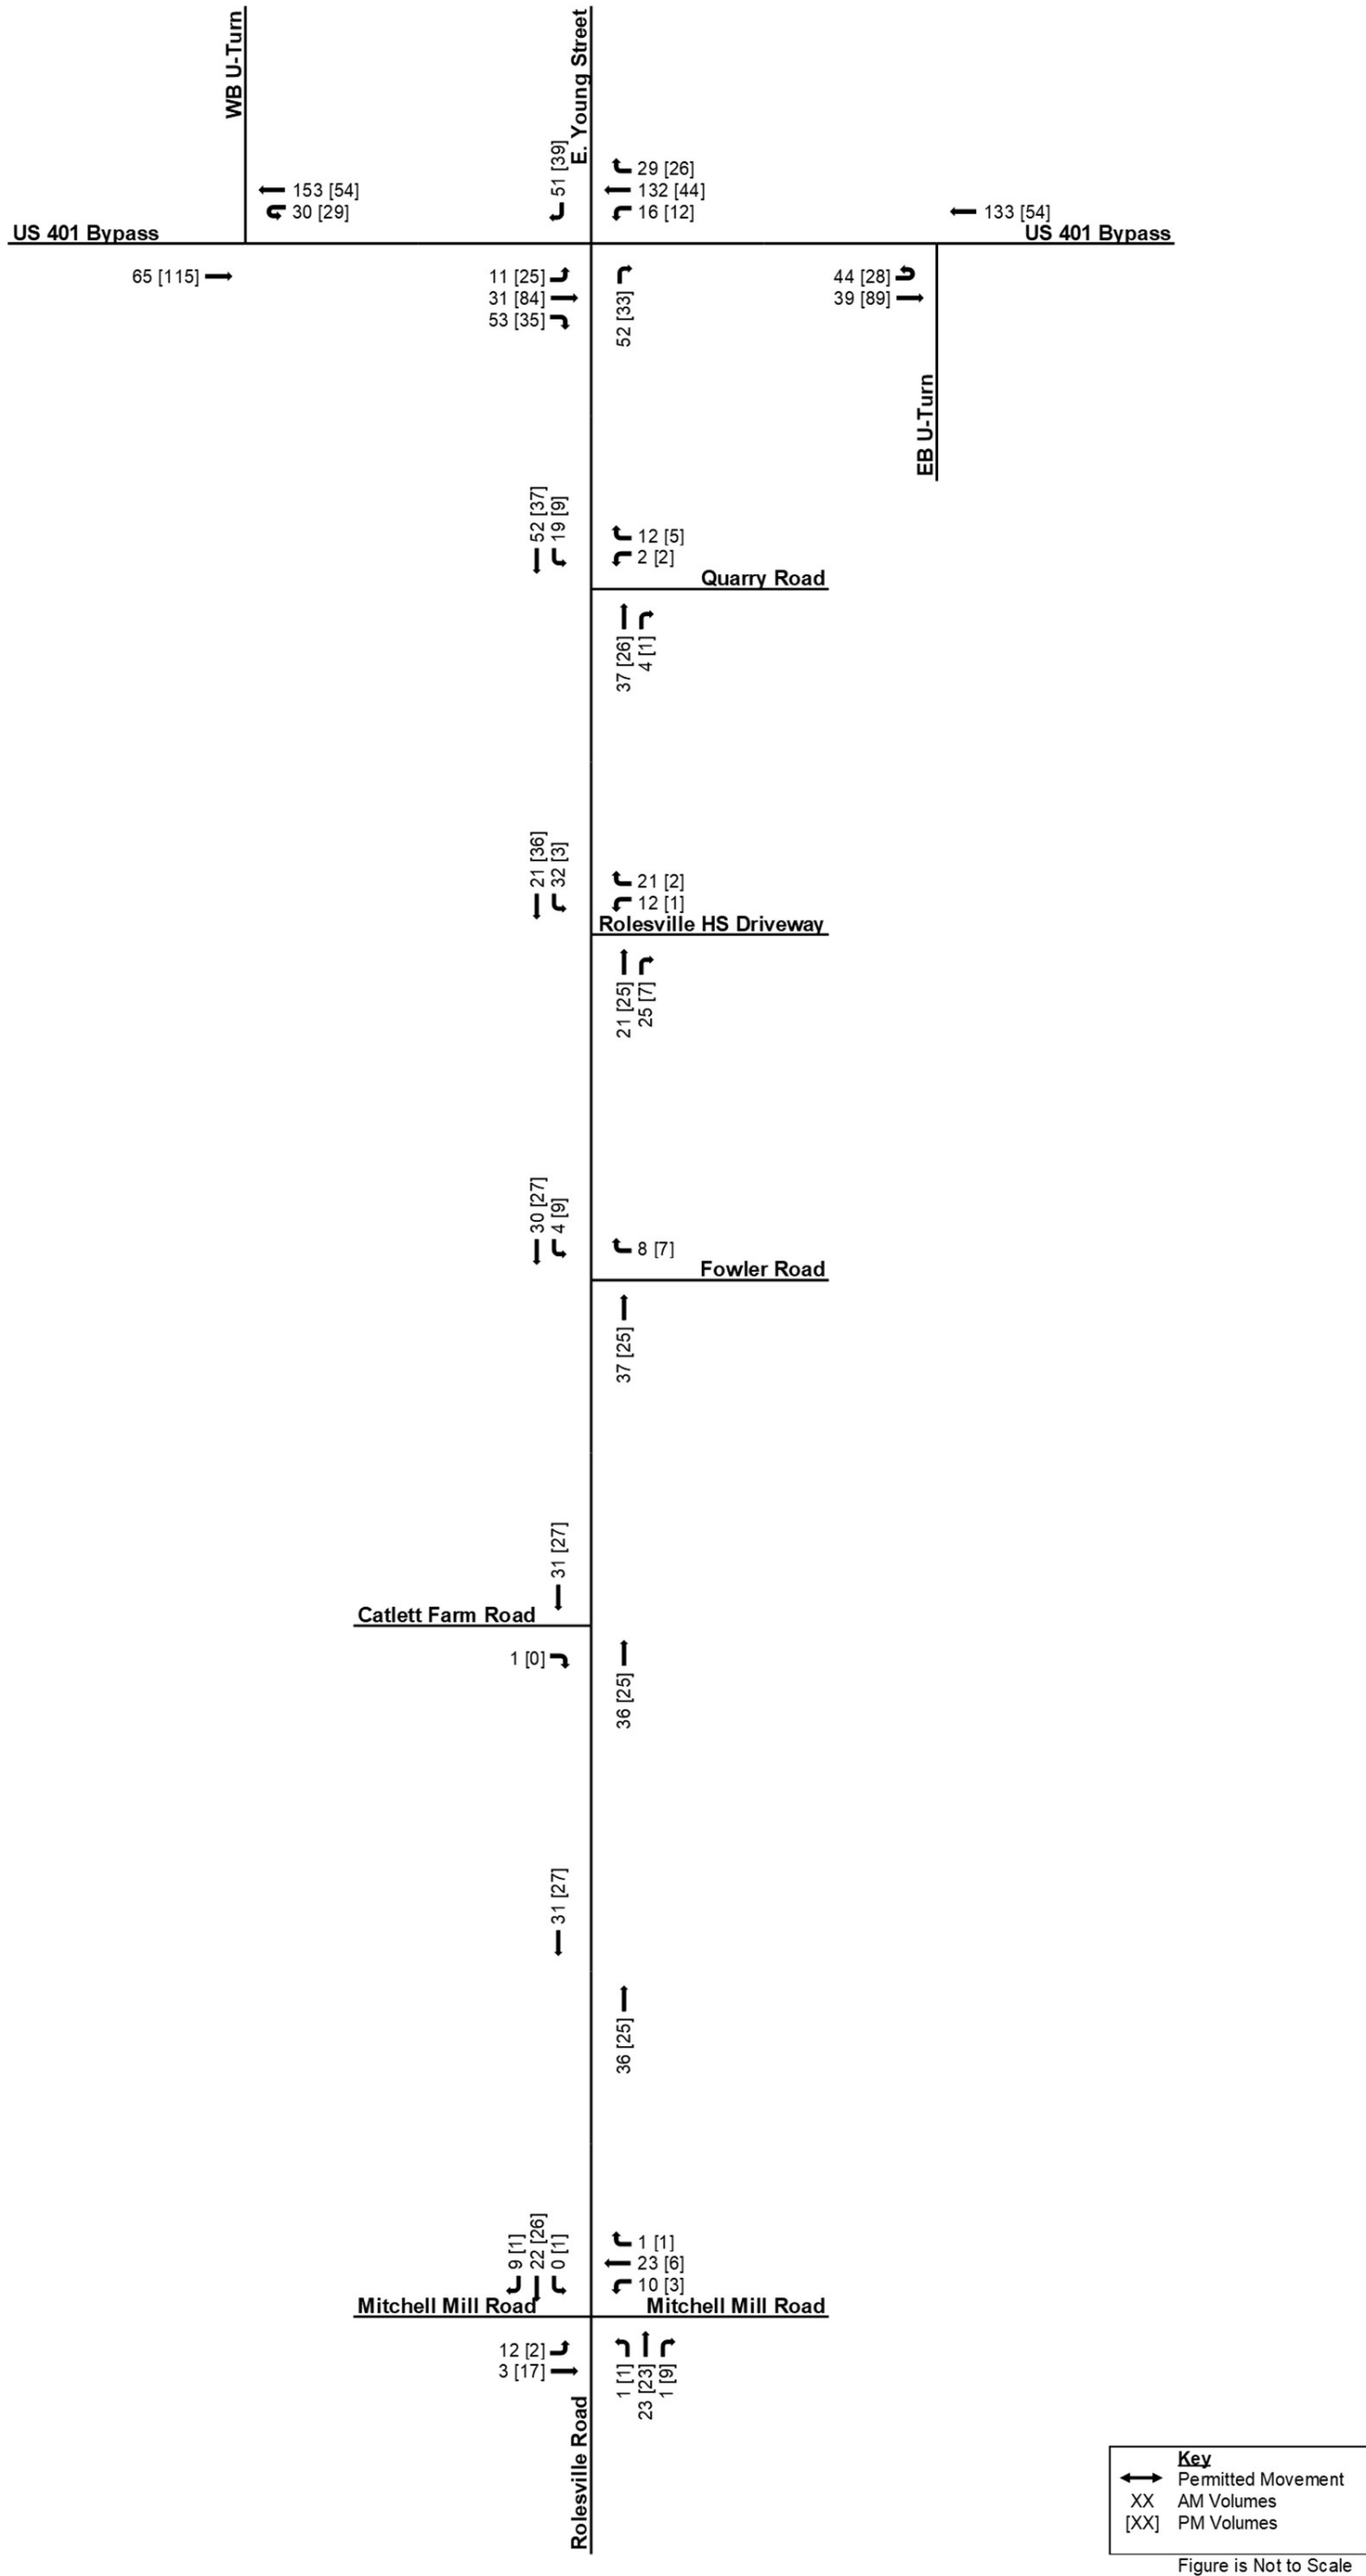 WB U-Turn
E. Young Street
51 [39]
29 [26]
153 [54]
132 [44]
30 [29]
16 [12]
133 [54]
US 401 Bypass
US 401 Bypass
65 [115]
11 [25]
44 [28]
31 [84]
39 [89]
53 [35]
52 [33]
EB U-Turn
52 [37]
19 [9]
12 [5]
2 [2]
Quarry Road
37 [26]
4 [1]
21 [36]
32 [3]
21 [2]
12 [1]
Rolesville HS Driveway
21 [25]
25 [7]
30 [27]
4 [9]
8 [7]
Fowler Road
37 [25]
31 [27]
Catlett Farm Road
1 [0]
36 [25]
31 [27]
36 [25]
9 [1]
22 [26]
0 [1]
1 [1]
23 [6]
10 [3]
Mitchell Mill Road
Mitchell Mill Road
12 [2]
3 [17]
1 [1]
23 [23]
1 [9]
Rolesville Road
Key
Permitted Movement
XX AM Volumes
[XX] PM Volumes
Figure is Not to Scale